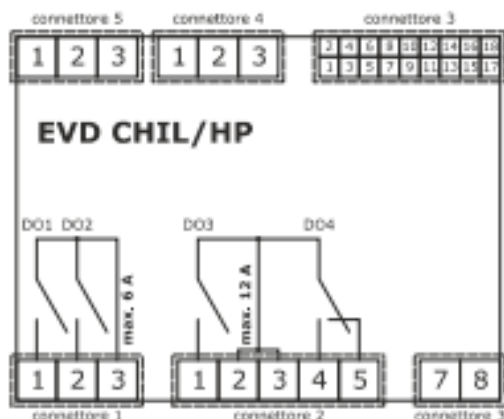 connettore 5 connettore 4 connettore 3
2 4 6 8 10 12 14 16 18
1 2 3 1 2 3 1 3 5 7 9 11 13 15 17
EVD CHIL/HP
DO1 DO2 DO3 DO4
max. 6 A max. 12 A
1 2 3 1 2 3 4 5 7 8
connettore 1 connettore 2